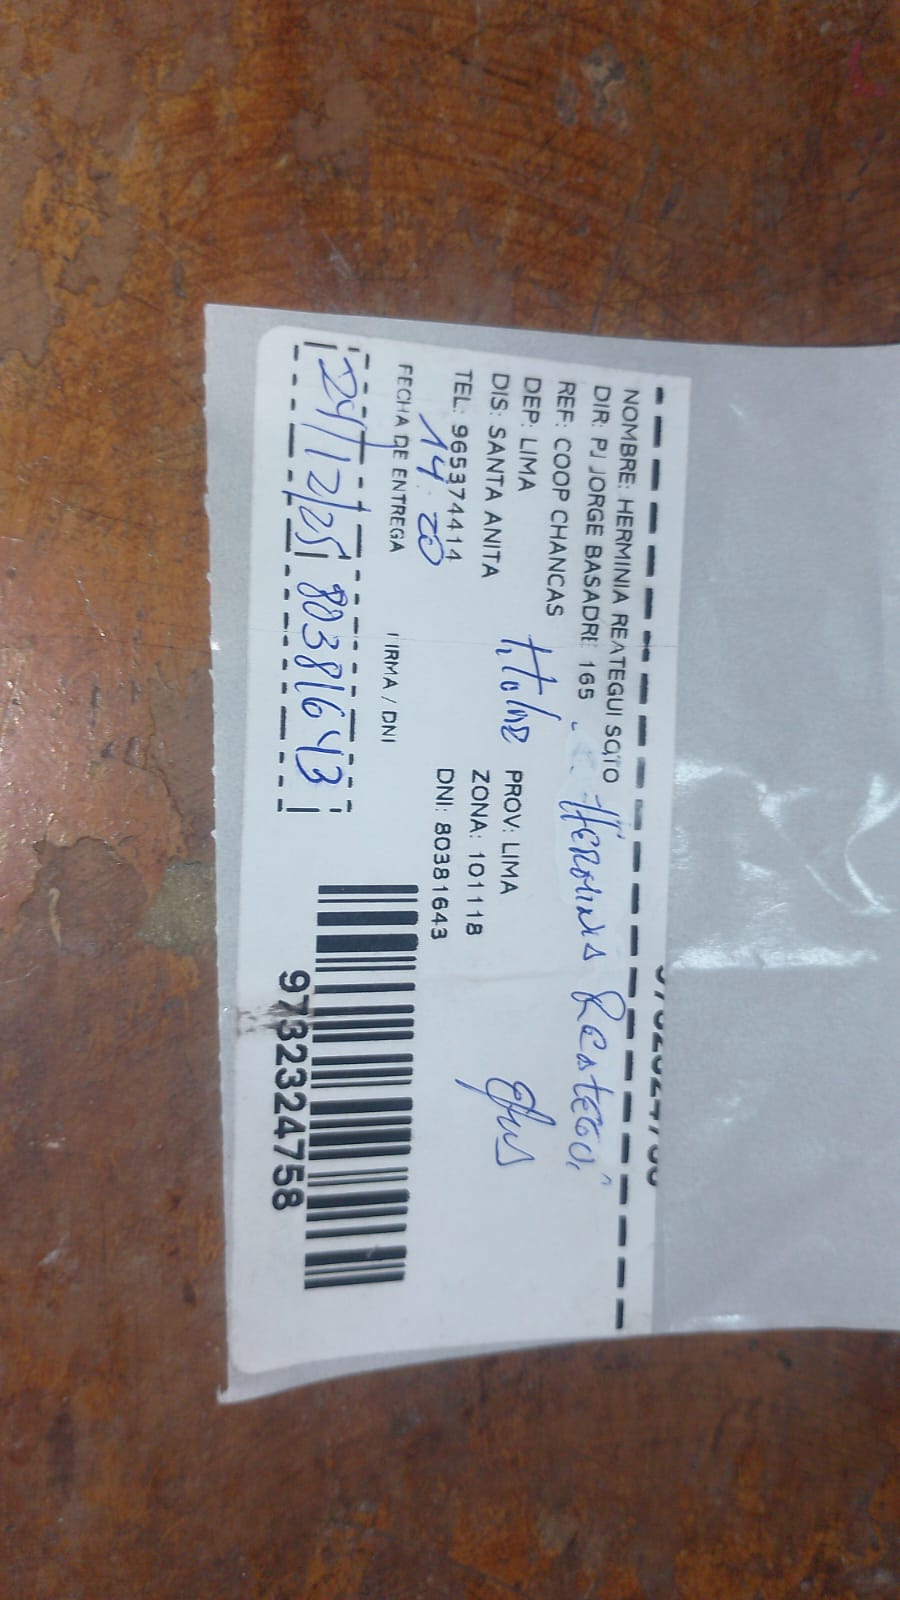 NOMBRE: HERMINIA REATEGUI SOTO
DIR: PJ JORGE BASADRE 165
Herminia Reategui
REF: COOP CHANCAS
DEP: LIMA
PROV: LIMA
DIS: SANTA ANITA
ZONA: 101118
TEL: 965374414
DNI: 80381643
14:20
FECHA DE ENTREGA
FIRMA / DNI
24/12/25
80381643
9732324758